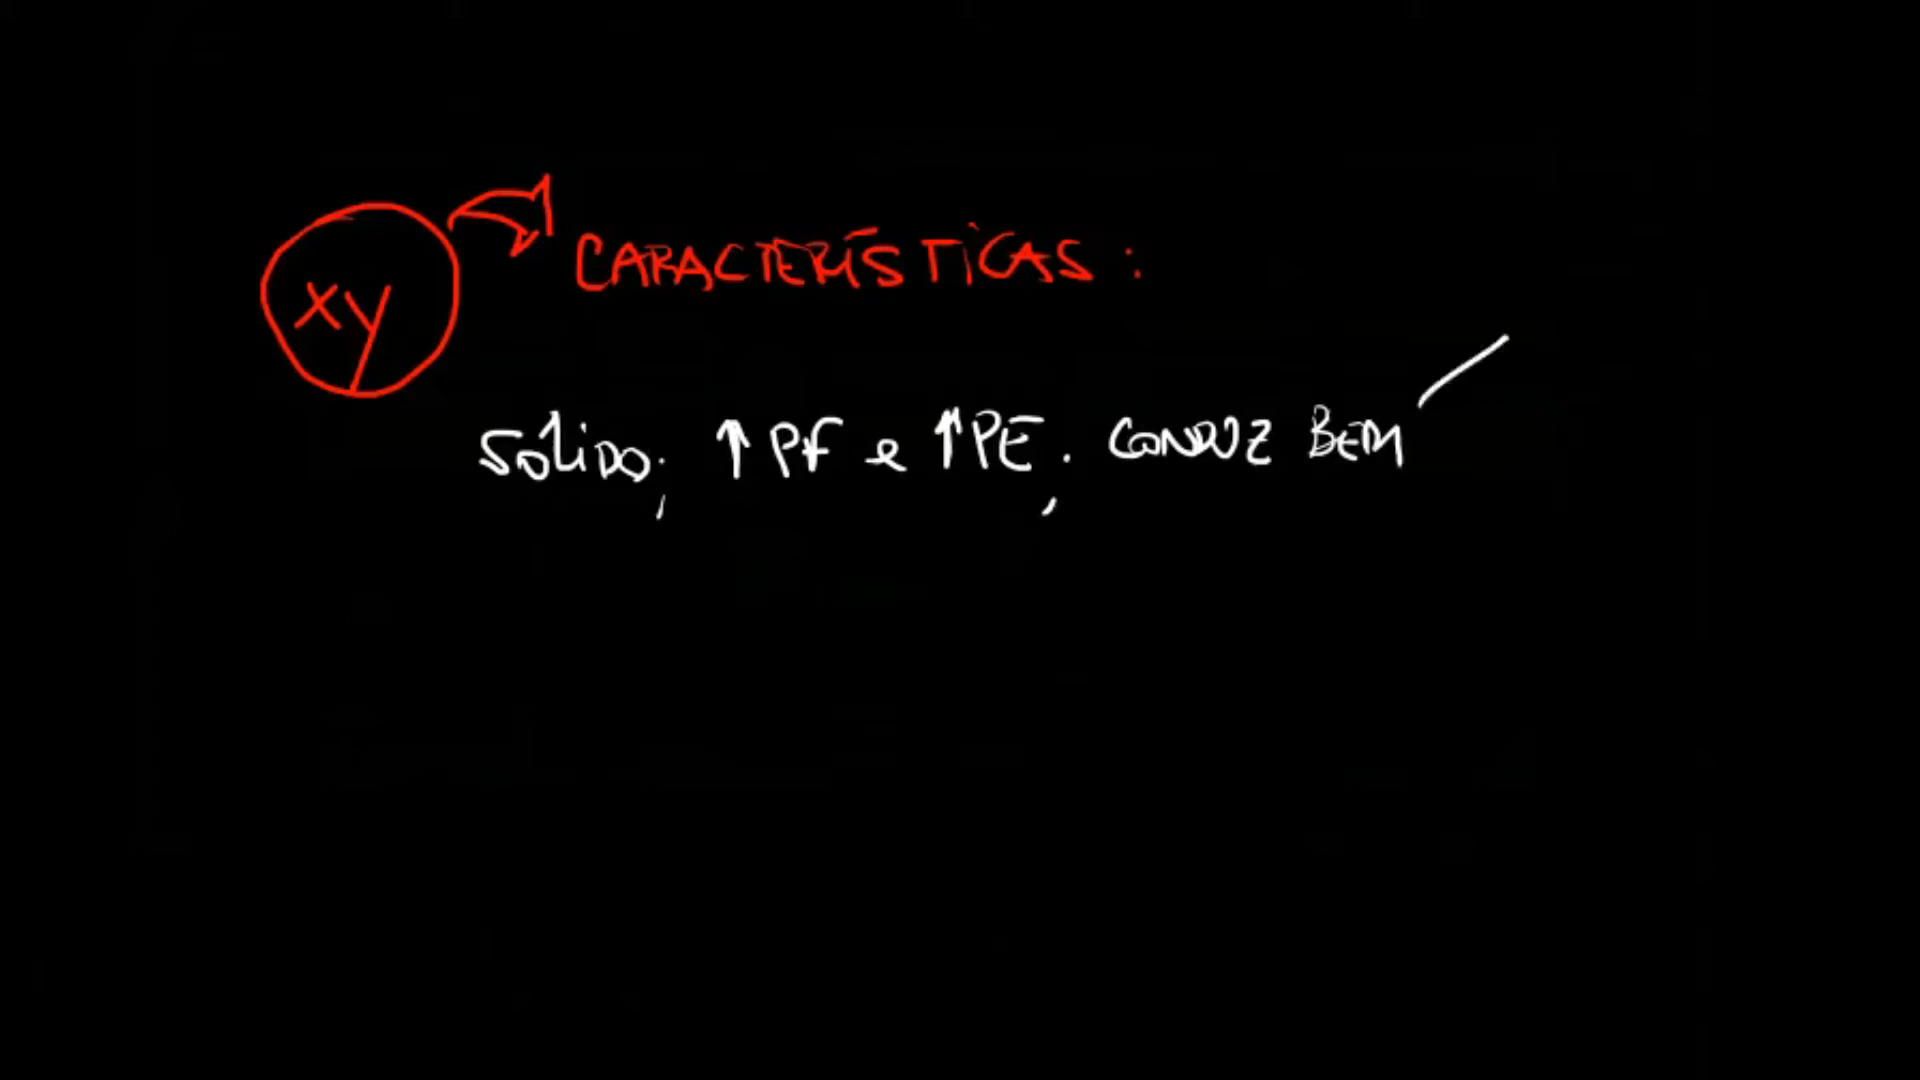 XY
CARACTERÍSTICAS:
SÓLIDO; ↑PF e ↑PE; CONDUZ BEM